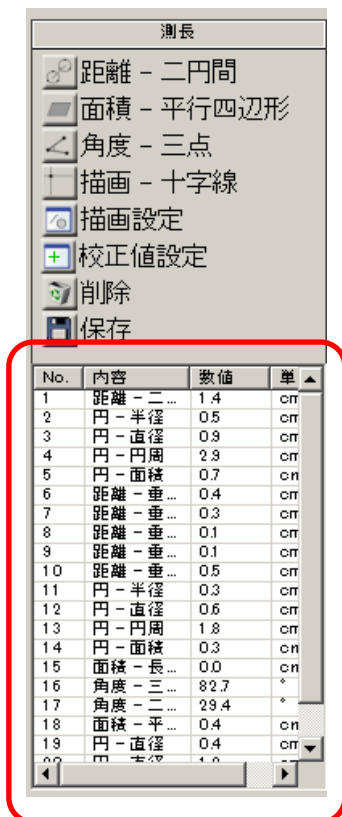 測長
距離 − 二円間
面積 − 平行四辺形
角度 − 三点
描画 − 十字線
描画設定
校正値設定
削除
保存
No. 内容 数値 単
1 距離 − 二... 1.4 cm
2 円 − 半径 0.5 cm
3 円 − 直径 0.9 cm
4 円 − 円周 2.9 cm
5 円 − 面積 0.7 cm
6 距離 − 垂... 0.4 cm
7 距離 − 垂... 0.3 cm
8 距離 − 垂... 0.1 cm
9 距離 − 垂... 0.1 cm
10 距離 − 垂... 0.5 cm
11 円 − 半径 0.3 cm
12 円 − 直径 0.6 cm
13 円 − 円周 1.8 cm
14 円 − 面積 0.3 cm
15 面積 − 長... 0.0 cm
16 角度 − 三... 82.7 °
17 角度 − 二... 29.4 °
18 面積 − 平... 0.4 cm
19 円 − 直径 0.4 cm